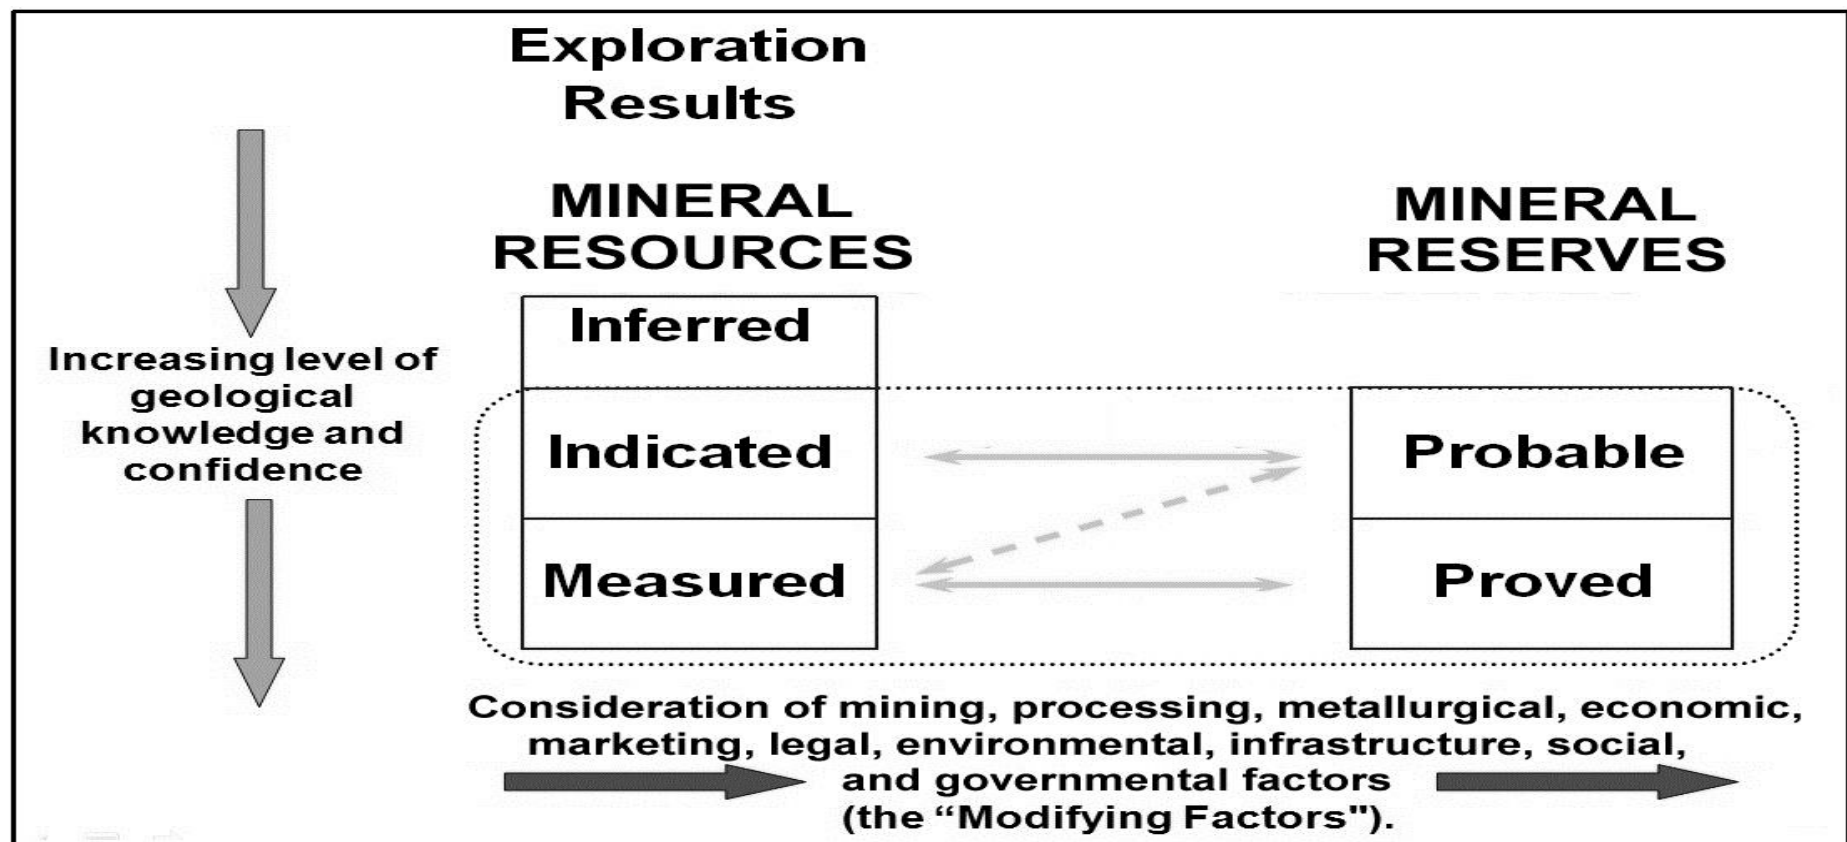 Exploration
Results
MINERAL
RESOURCES
MINERAL
RESERVES
Inferred
Increasing level of
geological
knowledge and
confidence
Indicated
Probable
Measured
Proved
Consideration of mining, processing, metallurgical, economic,
marketing, legal, environmental, infrastructure, social,
and governmental factors
(the “Modifying Factors").